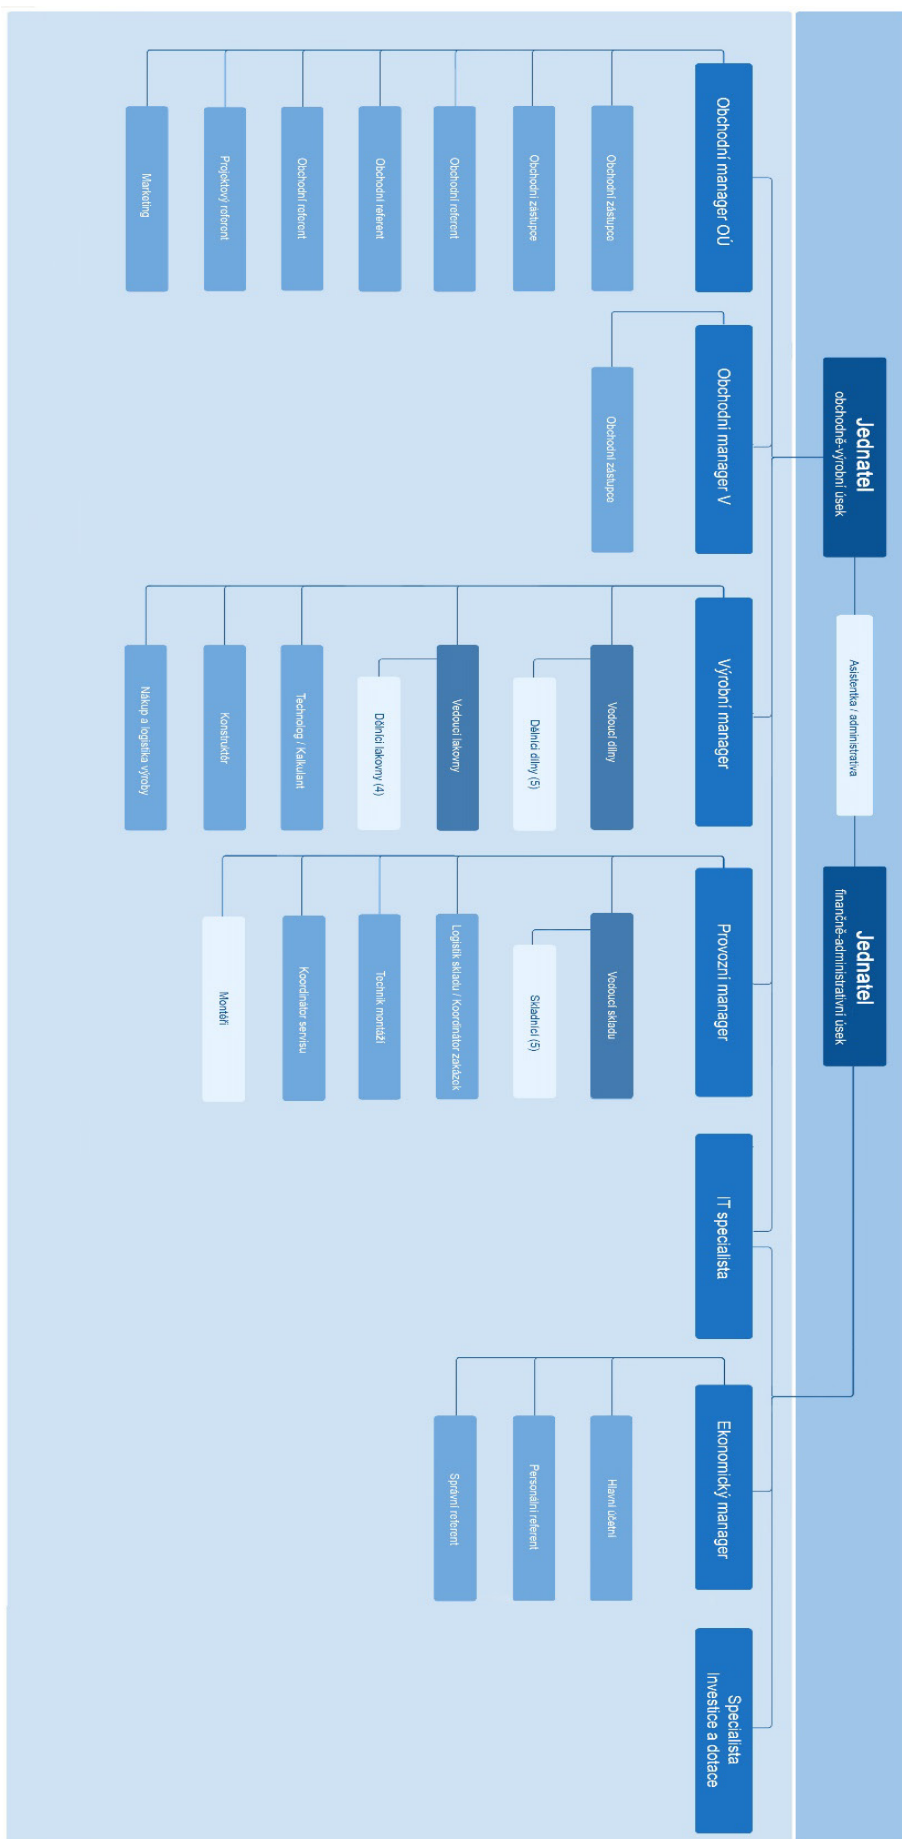 Jednatel
obchodně-výrobní úsek
Asistentka / administrativa
Jednatel
finančně-administrativní úsek
Obchodní manager OÚ
Obchodní zástupce
Obchodní zástupce
Obchodní referent
Obchodní referent
Obchodní referent
Projektový referent
Marketing
Obchodní manager V
Obchodní zástupce
Výrobní manager
Vedoucí dílny
Dělníci dílny (5)
Vedoucí lakovny
Dělníci lakovny (4)
Technolog / Kalkulant
Konstruktér
Nákup a logistika výroby
Provozní manager
Vedoucí skladu
Skladníci (5)
Logistik skladu / Koordinátor zakázek
Technik montáží
Koordinátor servisu
Montéři
IT specialista
Ekonomický manager
Hlavní účetní
Personální referent
Správní referent
Specialista
Investice a dotace